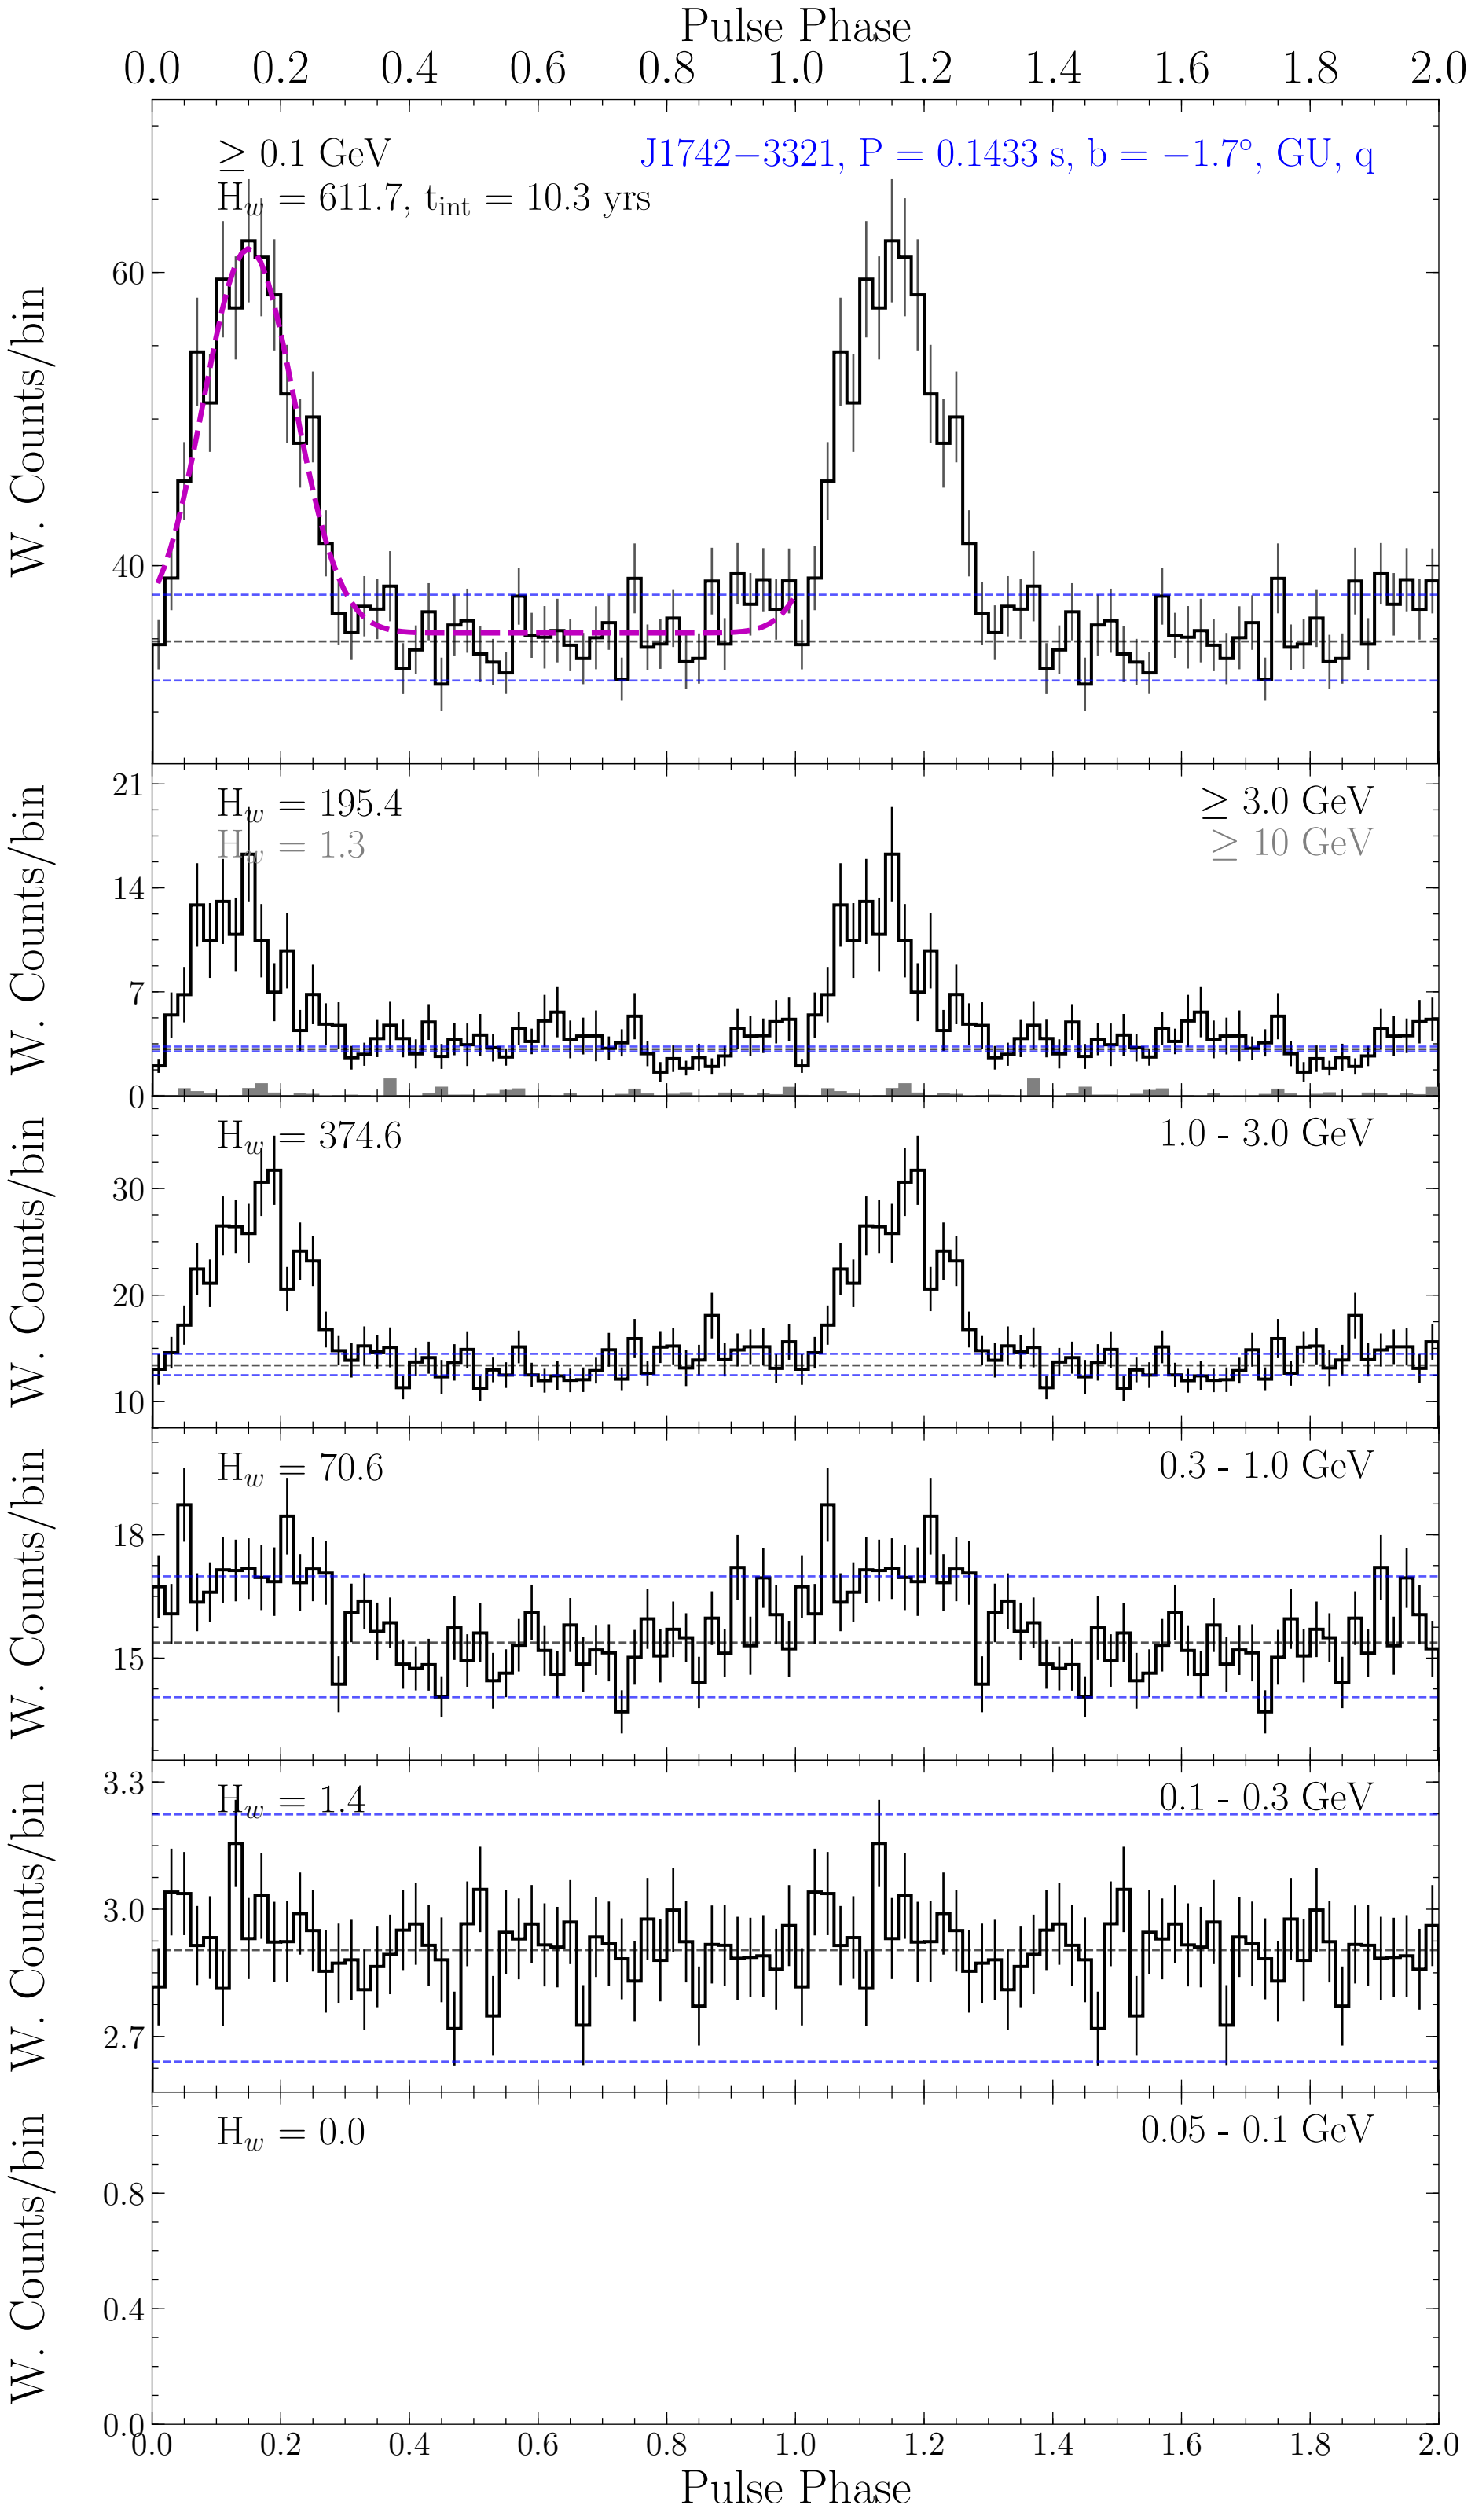 Pulse Phase
0.0 0.2 0.4 0.6 0.8 1.0 1.2 1.4 1.6 1.8 2.0
≥ 0.1 GeV
J1742−3321, P = 0.1433 s, b = −1.7°, GU, q
H_w = 611.7, t_int = 10.3 yrs
60
40
W. Counts/bin
21
14
7
0
H_w = 195.4
≥ 3.0 GeV
H_w = 1.3
≥ 10 GeV
W. Counts/bin
30
20
10
H_w = 374.6
1.0 - 3.0 GeV
W. Counts/bin
18
15
H_w = 70.6
0.3 - 1.0 GeV
W. Counts/bin
3.3
3.0
2.7
H_w = 1.4
0.1 - 0.3 GeV
W. Counts/bin
0.8
0.4
0.0
H_w = 0.0
0.05 - 0.1 GeV
W. Counts/bin
0.0 0.2 0.4 0.6 0.8 1.0 1.2 1.4 1.6 1.8 2.0
Pulse Phase